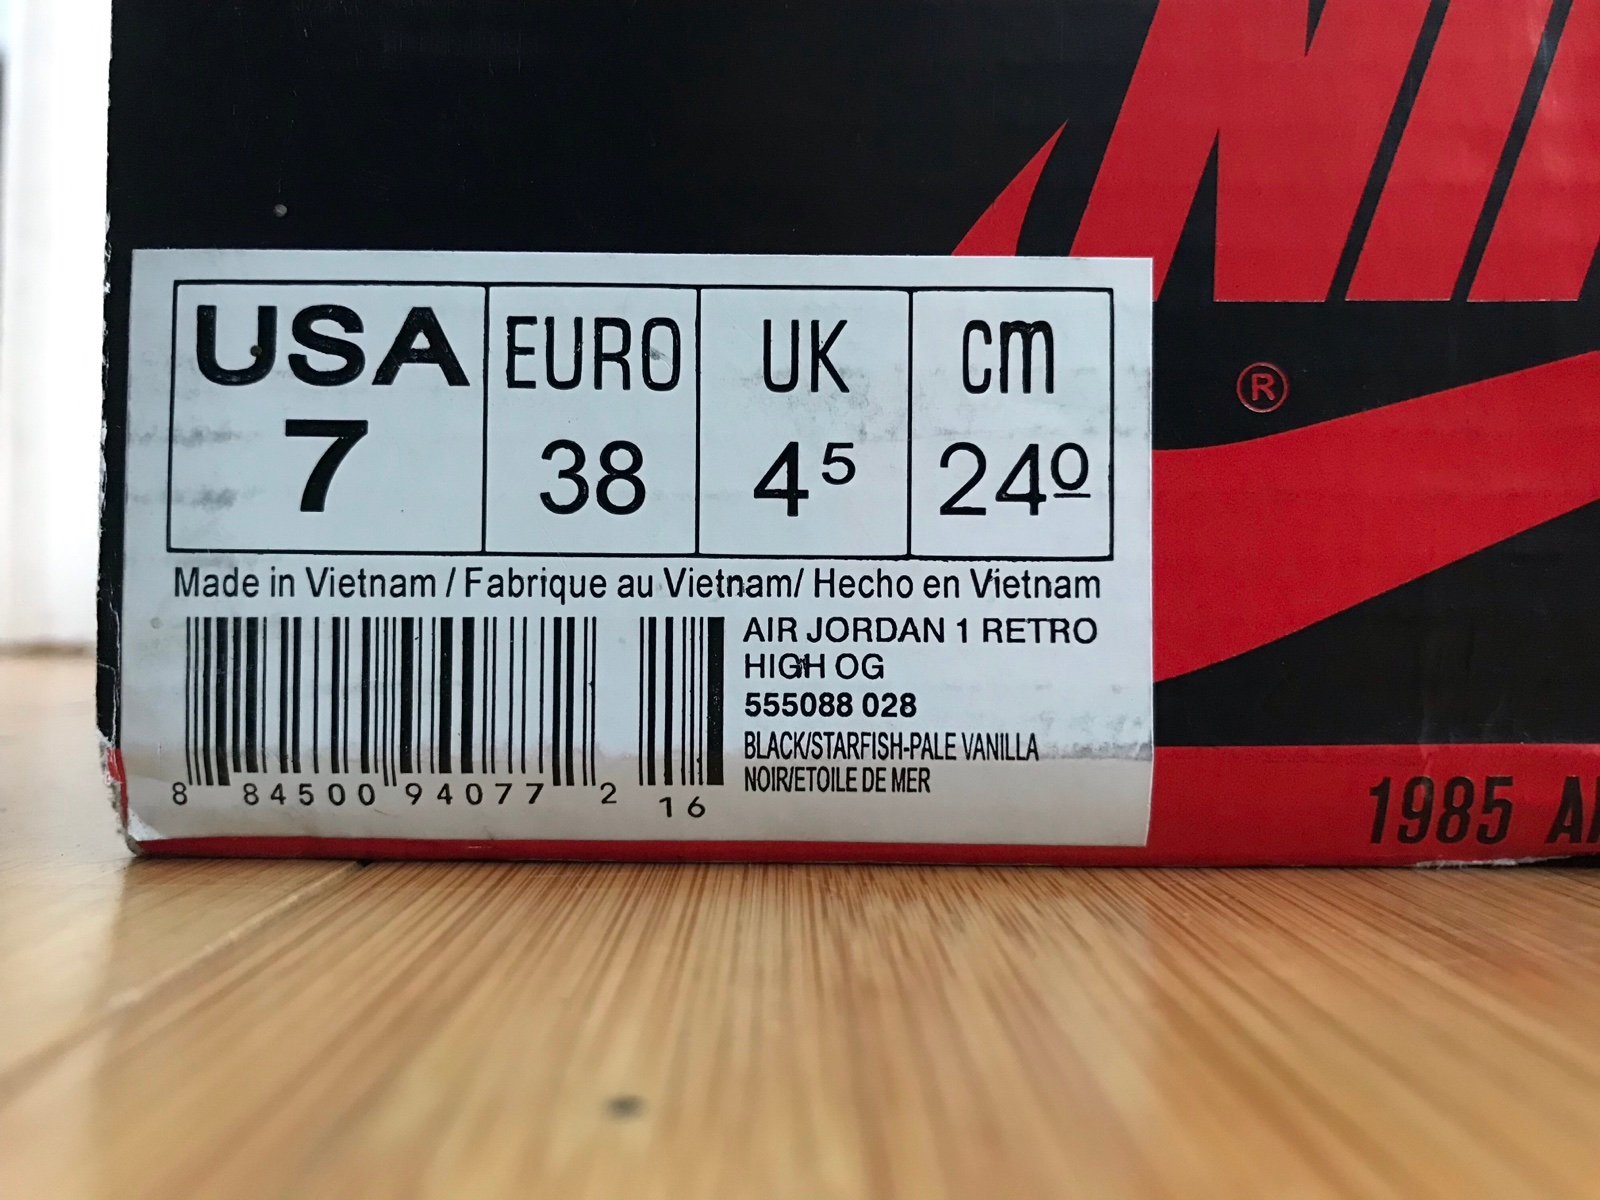 USA EURO UK cm
7 38 4⁵ 24º
Made in Vietnam / Fabrique au Vietnam/ Hecho en Vietnam
AIR JORDAN 1 RETRO
HIGH OG
555088 028
BLACK/STARFISH-PALE VANILLA
NOIR/ETOILE DE MER
8 84500 94077 2 16
®
1985